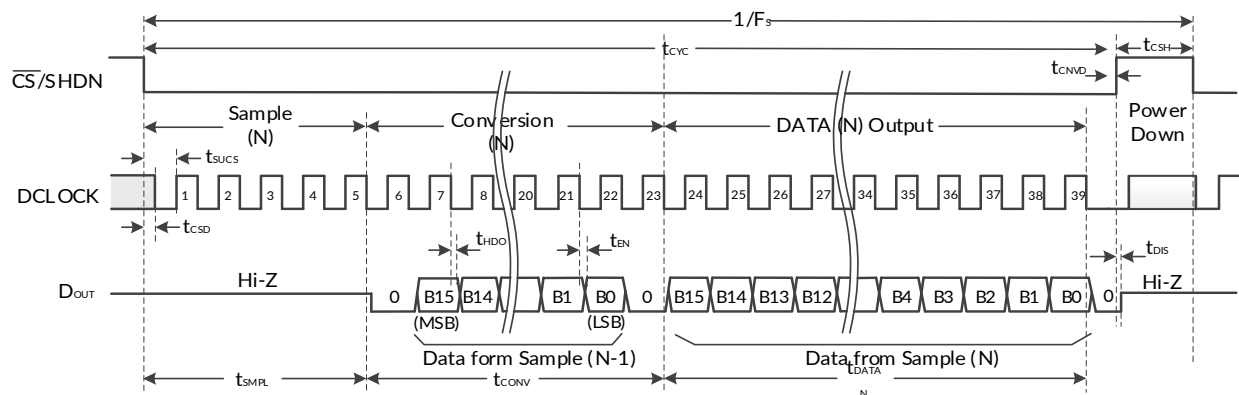 1/Fs
tCYC
tCSH
CS/SHDN
tCNVD
Sample
(N)
Conversion
(N)
DATA (N) Output
Power
Down
tSUCS
DCLOCK
1 2 3 4 5 6 7 8 20 21 22 23 24 25 26 27 34 35 36 37 38 39
tCSD
tHDO
tEN
tDIS
DOUT
Hi-Z
0 B15 B14 B1 B0 0 B15 B14 B13 B12 B4 B3 B2 B1 B0 0
Hi-Z
(MSB)
(LSB)
Data form Sample (N-1)
Data from Sample (N)
tSMPL
tCONV
tDATA
N